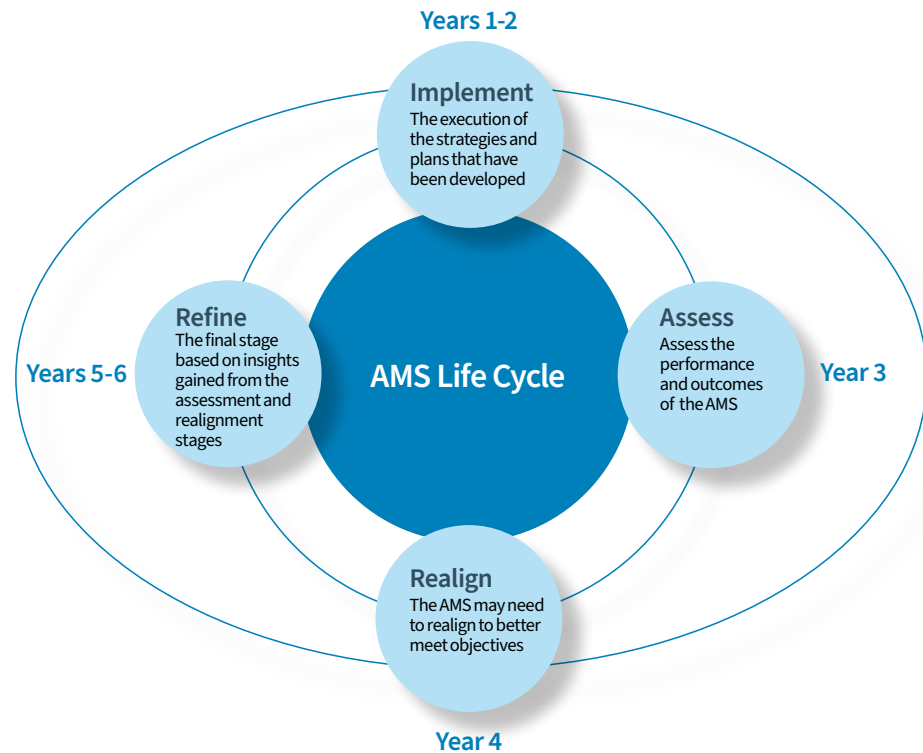 Years 1-2
Implement
The execution of
the strategies and
plans that have
been developed
Refine
The final stage
based on insights
gained from the
assessment and
realignment
stages
Years 5-6
AMS Life Cycle
Assess
Assess the
performance
and outcomes
of the AMS
Year 3
Realign
The AMS may need
to realign to better
meet objectives
Year 4